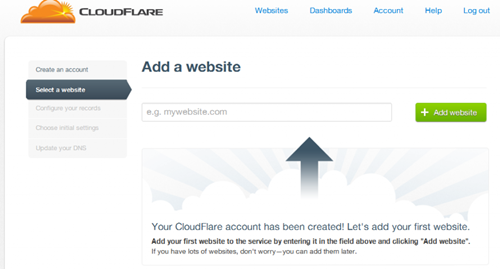 CLOUDFLARE
Websites Dashboards Account Help Log out
Create an account
Select a website
Configure your records
Choose initial settings
Update your DNS
Add a website
e.g. mywebsite.com
+ Add website
Your CloudFlare account has been created! Let's add your first website.
Add your first website to the service by entering it in the field above and clicking "Add website".
If you have lots of websites, don't worry—you can add them later.